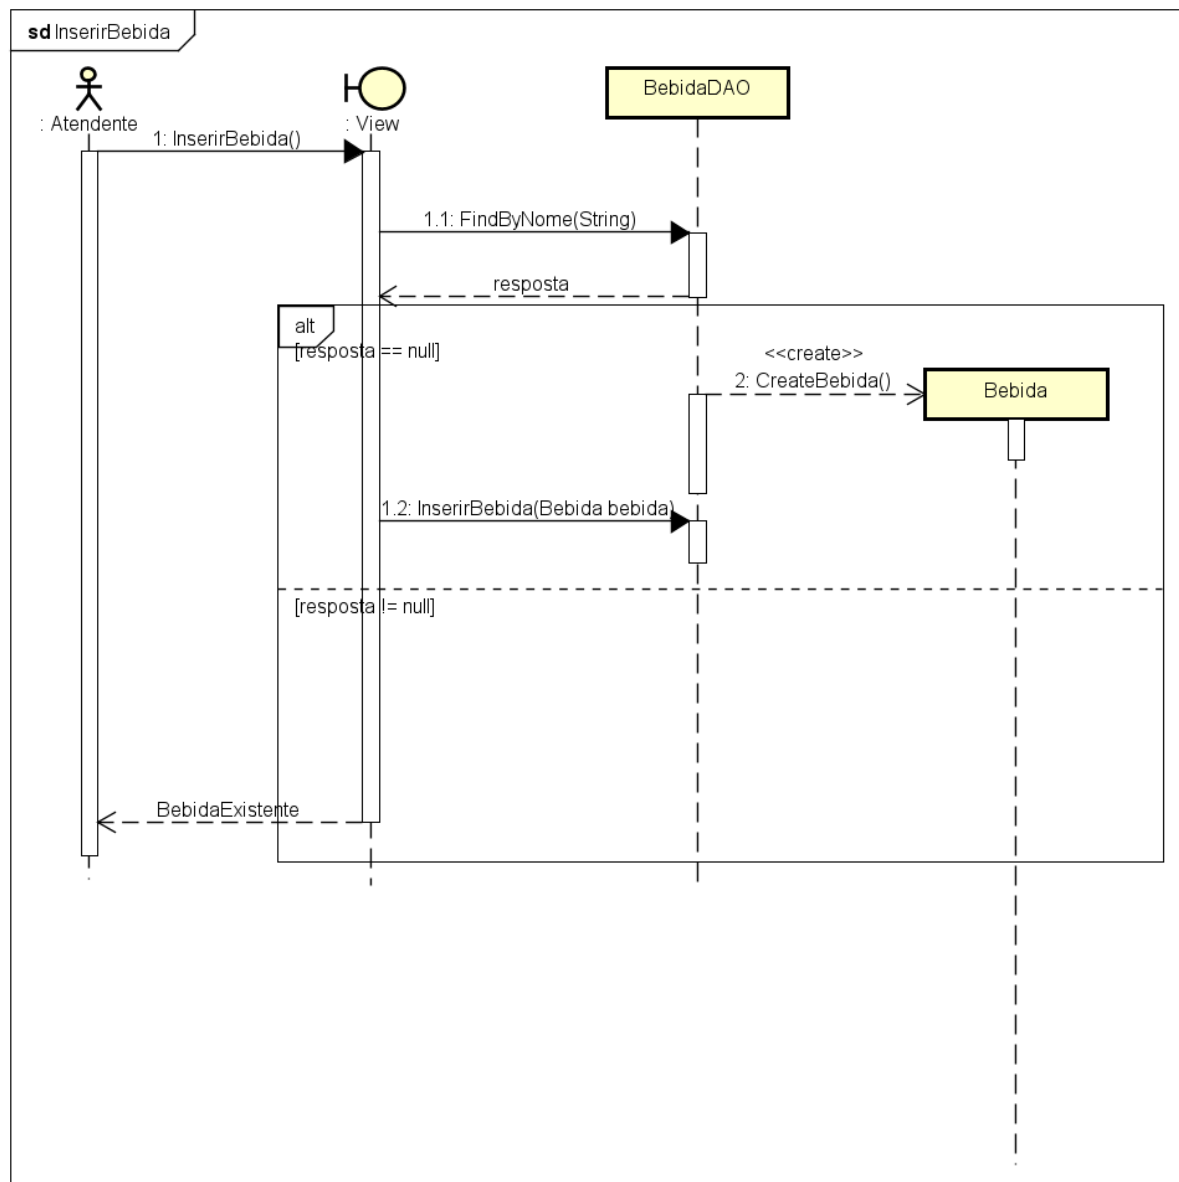 sd InserirBebida
: Atendente
: View
BebidaDAO
1: InserirBebida()
1.1: FindByNome(String)
resposta
alt
[resposta == null]
<<create>>
2: CreateBebida()
Bebida
1.2: InserirBebida(Bebida bebida)
[resposta != null]
BebidaExistente